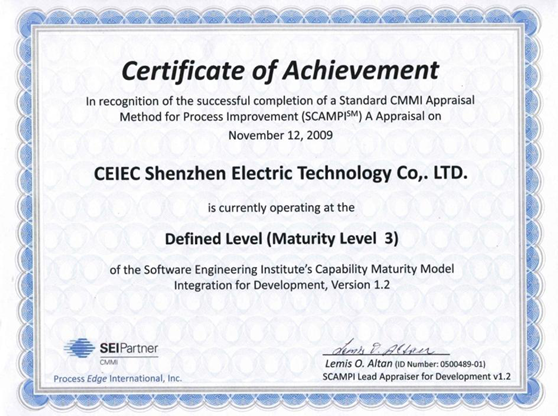 Certificate of Achievement
In recognition of the successful completion of a Standard CMMI Appraisal
Method for Process Improvement (SCAMPI℠) A Appraisal on
November 12, 2009
CEIEC Shenzhen Electric Technology Co,. LTD.
is currently operating at the
Defined Level (Maturity Level 3)
of the Software Engineering Institute's Capability Maturity Model
Integration for Development, Version 1.2
SEI Partner
CMMI
Process Edge International, Inc.
Lemis O. Altan
Lemis O. Altan (ID Number: 0500489-01)
SCAMPI Lead Appraiser for Development v1.2